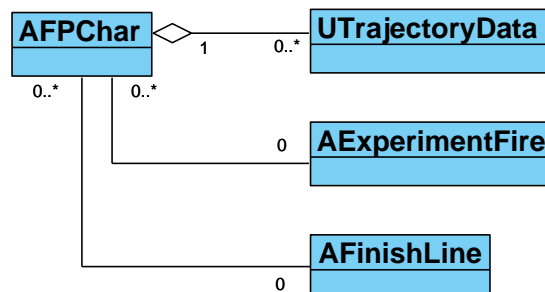 AFPChar
UTrajectoryData
1
0..*
0..*
0..*
0
AExperimentFire
AFinishLine
0